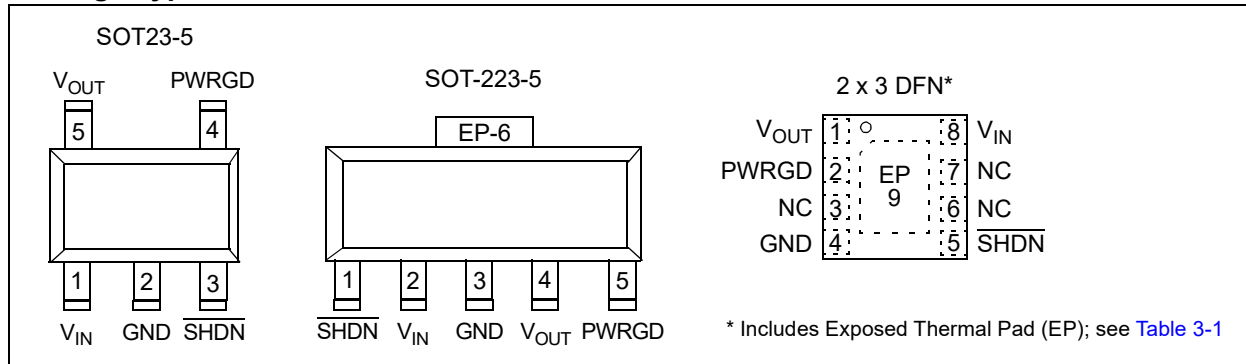 SOT23-5
VOUT PWRGD
5 4
1 2 3
VIN GND SHDN
SOT-223-5
EP-6
1 2 3 4 5
SHDN VIN GND VOUT PWRGD
2 x 3 DFN*
VOUT 1 8 VIN
PWRGD 2 EP 7 NC
NC 3 9 6 NC
GND 4 5 SHDN
* Includes Exposed Thermal Pad (EP); see Table 3-1